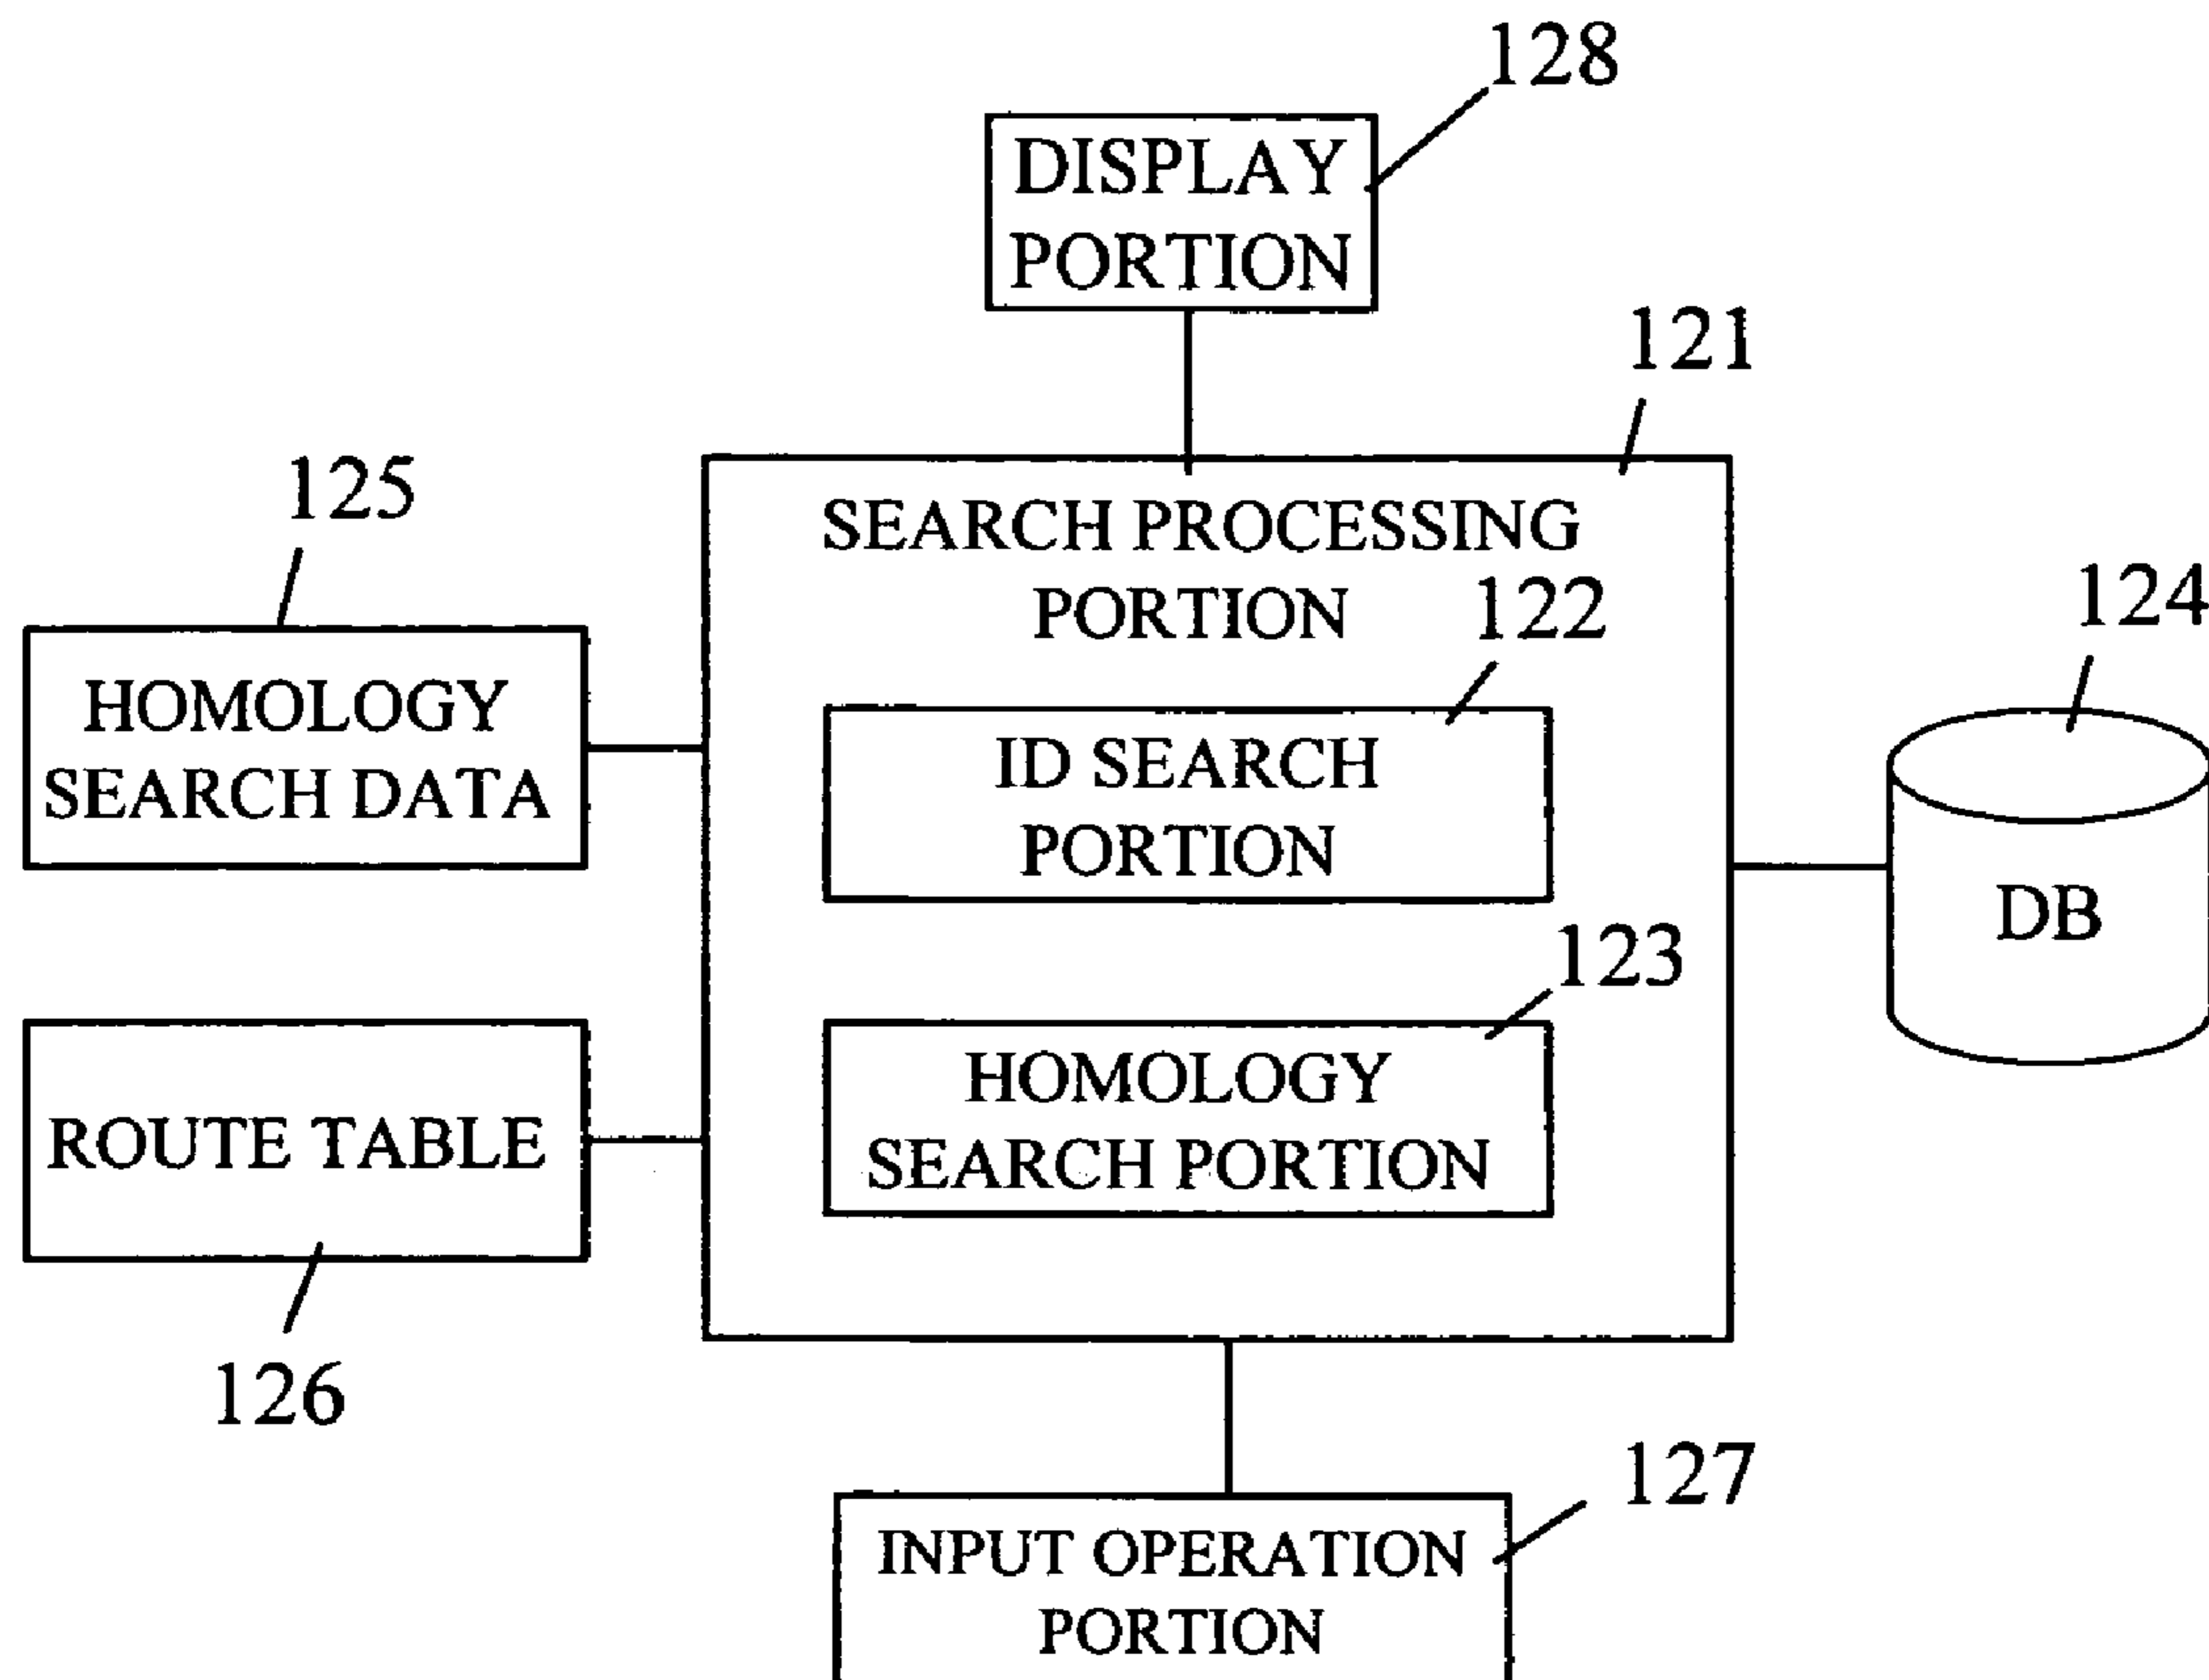 128
DISPLAY
PORTION
121
125
SEARCH PROCESSING
PORTION
122
124
HOMOLOGY
SEARCH DATA
ID SEARCH
PORTION
DB
123
HOMOLOGY
SEARCH PORTION
ROUTE TABLE
126
127
INPUT OPERATION
PORTION